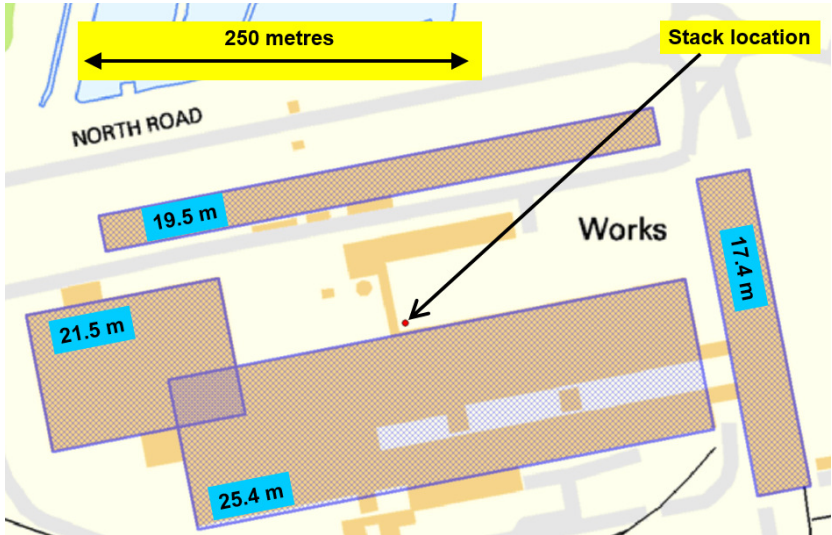 250 metres
Stack location
NORTH ROAD
19.5 m
Works
17.4 m
21.5 m
25.4 m